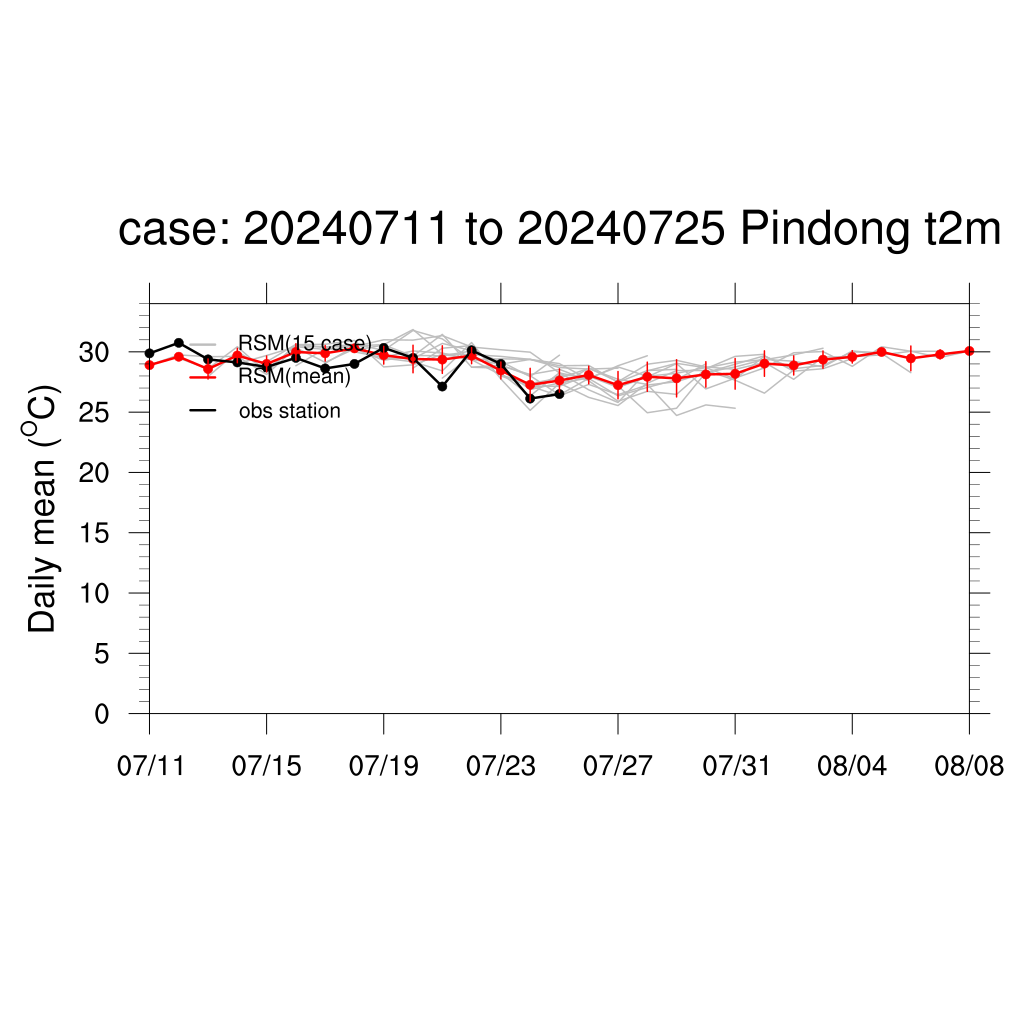 case: 20240711 to 20240725 Pindong t2m
Daily mean (°C)
30
25
20
15
10
5
0
RSM(15 case)
RSM(mean)
obs station
07/11 07/15 07/19 07/23 07/27 07/31 08/04 08/08